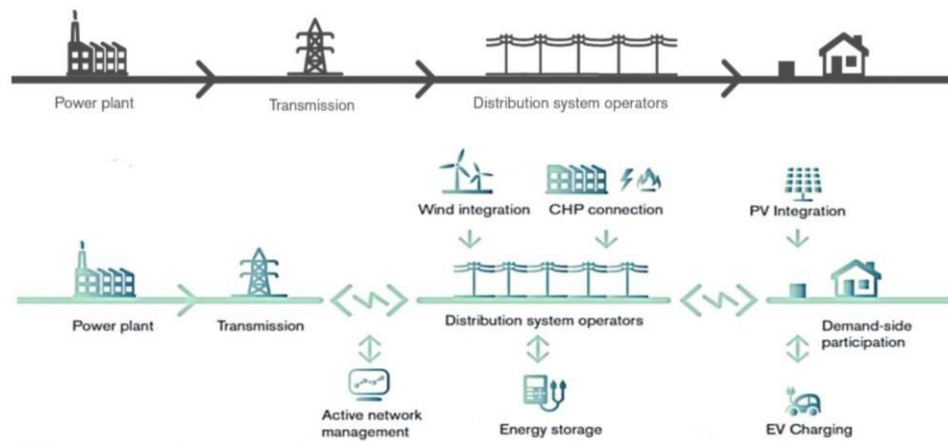 Power plant
Transmission
Distribution system operators
Wind integration
CHP connection
PV Integration
Power plant
Transmission
Distribution system operators
Demand-side
participation
Active network
management
Energy storage
EV Charging